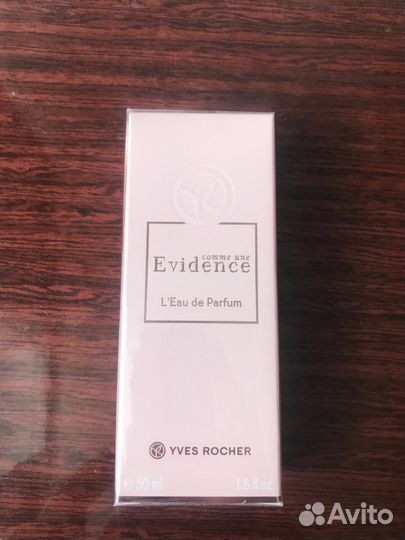 comme une
Evidence
L'Eau de Parfum
YVES ROCHER
50 ml 1.6 fl oz
Avito